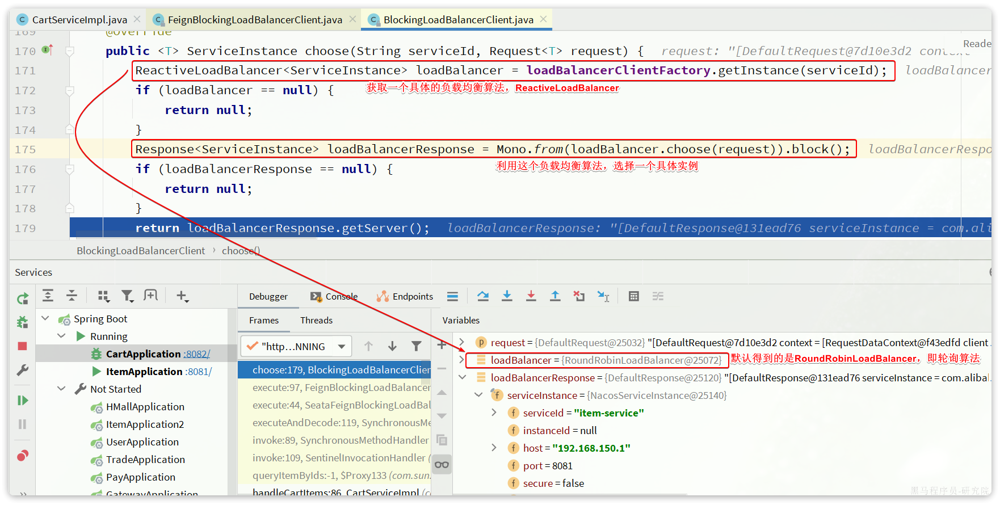 CartServiceImpl.java
FeignBlockingLoadBalancerClient.java
BlockingLoadBalancerClient.java
169 @Override
Reade
170 public <T> ServiceInstance choose(String serviceId, Request<T> request) { request: "[DefaultRequest@7d10e3d2 context
171 ReactiveLoadBalancer<ServiceInstance> loadBalancer = loadBalancerClientFactory.getInstance(serviceId); loadBalancer
获取一个具体的负载均衡算法，ReactiveLoadBalancer
172 if (loadBalancer == null) {
173 return null;
174 }
175 Response<ServiceInstance> loadBalancerResponse = Mono.from(loadBalancer.choose(request)).block(); loadBalancerRespo
利用这个负载均衡算法，选择一个具体实例
176 if (loadBalancerResponse == null) {
177 return null;
178 }
179 return loadBalancerResponse.getServer(); loadBalancerResponse: "[DefaultResponse@131ead76 serviceInstance = com.ali
BlockingLoadBalancerClient › choose()
Services
Debugger
Console
Endpoints
Spring Boot
Running
CartApplication :8082/
ItemApplication :8081/
Not Started
HMallApplication
ItemApplication2
UserApplication
TradeApplication
PayApplication
GatewayApplication
Frames
Threads
"http...NNING
choose:179, BlockingLoadBalancerClier
execute:97, FeignBlockingLoadBalancer
execute:44, SeataFeignBlockingLoadBal
executeAndDecode:119, SynchronousMe
invoke:89, SynchronousMethodHandler
invoke:109, SentinelInvocationHandler (
queryItemByIds:-1, $Proxy133 (com.sun.
handleCartItems:86, CartServiceImpl (c
Variables
request = {DefaultRequest@25032} "[DefaultRequest@7d10e3d2 context = [RequestDataContext@f43edfd client ...
loadBalancer = {RoundRobinLoadBalancer@25072}
默认得到的是RoundRobinLoadBalancer，即轮询算法
loadBalancerResponse = {DefaultResponse@25120} "[DefaultResponse@131ead76 serviceInstance = com.alibal...
serviceInstance = {NacosServiceInstance@25140}
serviceId = "item-service"
instanceId = null
host = "192.168.150.1"
port = 8081
secure = false
黑马程序员-研究院